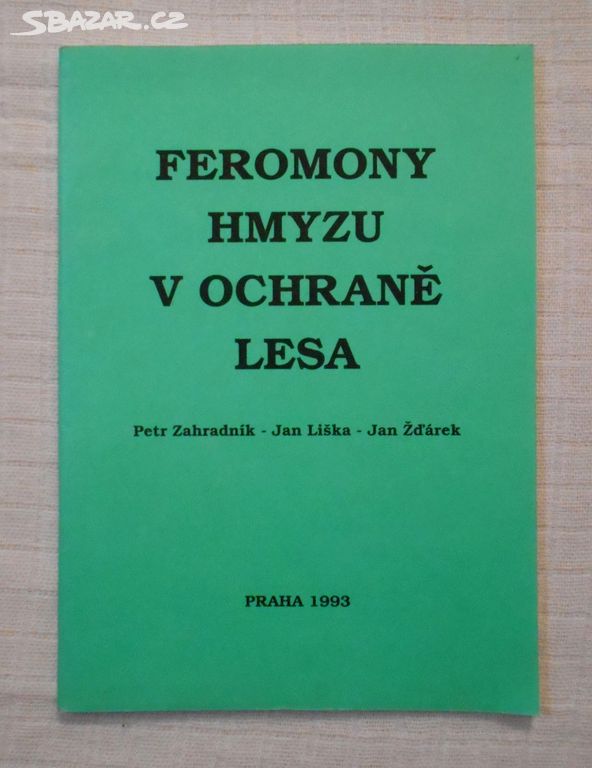 SBAZAR.CZ
FEROMONY
HMYZU
V OCHRANĚ
LESA
Petr Zahradník - Jan Liška - Jan Žďárek
PRAHA 1993